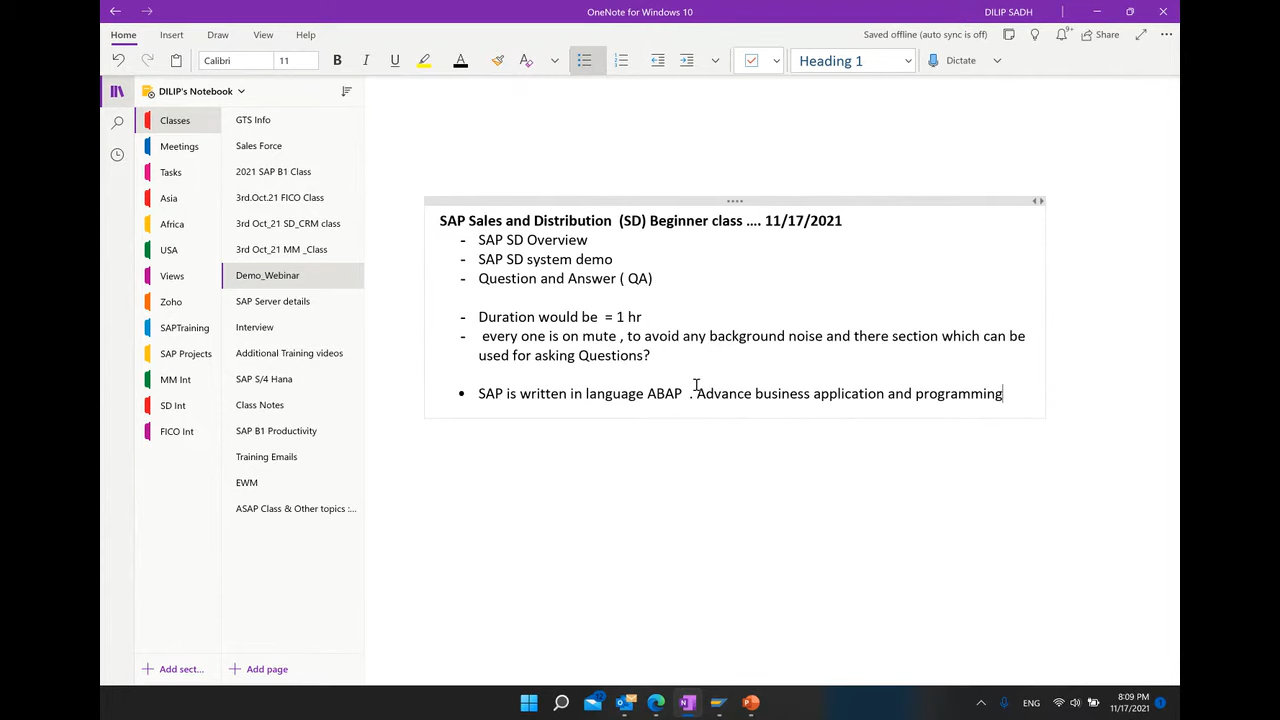 OneNote for Windows 10
DILIP SADH
Home Insert Draw View Help
Saved offline (auto sync is off)
9+
Share
Calibri 11
B I U A
Heading 1
Dictate
DILIP's Notebook
Classes
Meetings
Tasks
Asia
Africa
USA
Views
Zoho
SAPTraining
SAP Projects
MM Int
SD Int
FICO Int
Add sect...
GTS Info
Sales Force
2021 SAP B1 Class
3rd.Oct.21 FICO Class
3rd Oct_21 SD_CRM class
3rd Oct_21 MM _Class
Demo_Webinar
SAP Server details
Interview
Additional Training videos
SAP S/4 Hana
Class Notes
SAP B1 Productivity
Training Emails
EWM
ASAP Class & Other topics :...
Add page
SAP Sales and Distribution (SD) Beginner class .... 11/17/2021
- SAP SD Overview
- SAP SD system demo
- Question and Answer ( QA)
- Duration would be = 1 hr
- every one is on mute , to avoid any background noise and there section which can be
used for asking Questions?
• SAP is written in language ABAP . Advance business application and programming
ENG
8:09 PM
11/17/2021